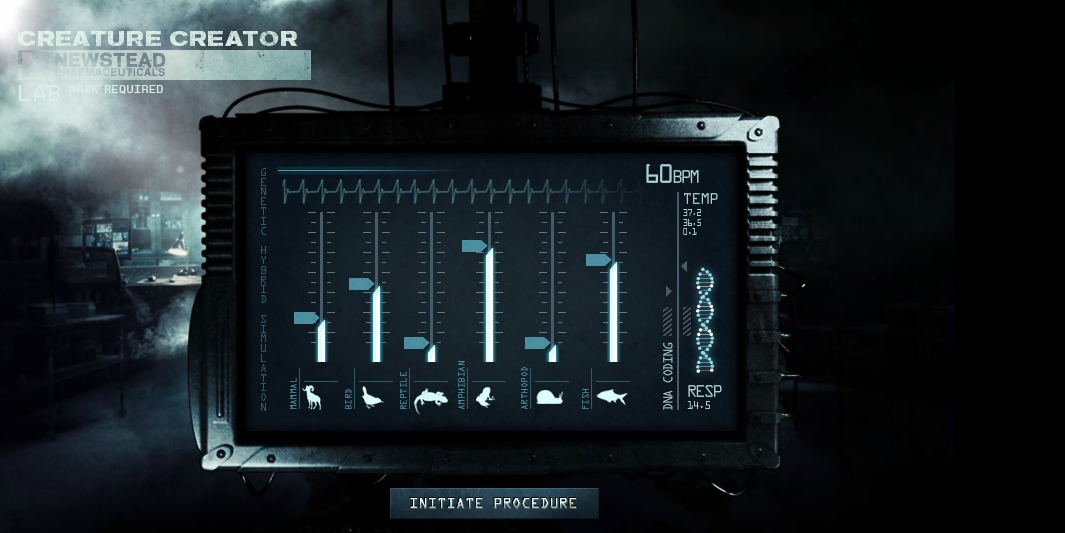 CREATURE CREATOR
NEWSTEAD
PHARMACEUTICALS
LAB MASK REQUIRED
GENETIC HYBRID SIMULATION
60BPM
TEMP
37.2
36.5
0.1
MAMMAL
BIRD
REPTILE
AMPHIBIAN
ARTHOPOD
FISH
DNA CODING
RESP
14.5
INITIATE PROCEDURE